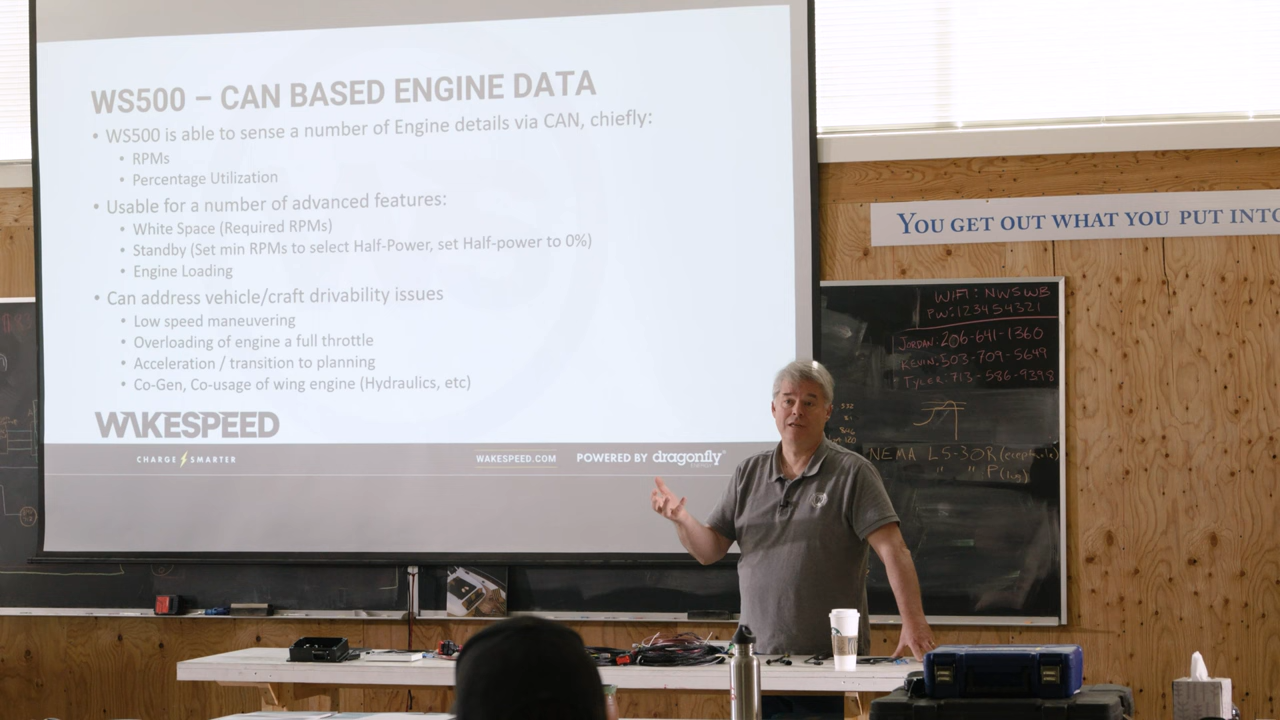 WS500 – CAN BASED ENGINE DATA
• WS500 is able to sense a number of Engine details via CAN, chiefly:
• RPMs
• Percentage Utilization
• Usable for a number of advanced features:
• White Space (Required RPMs)
• Standby (Set min RPMs to select Half-Power, set Half-power to 0%)
• Engine Loading
• Can address vehicle/craft drivability issues
• Low speed maneuvering
• Overloading of engine a full throttle
• Acceleration / transition to planning
• Co-Gen, Co-usage of wing engine (Hydraulics, etc)
WAKESPEED
CHARGE SMARTER
WAKESPEED.COM
POWERED BY dragonfly
ENERGY
YOU GET OUT WHAT YOU PUT INTO
WIFI: NWSWB
PW:123454321
JORDAN-206-641-1360
KEVIN:503-709-5649
TYLER:713-586-9398
NEMA L5-30R(eceptacle)
" " P(lug)